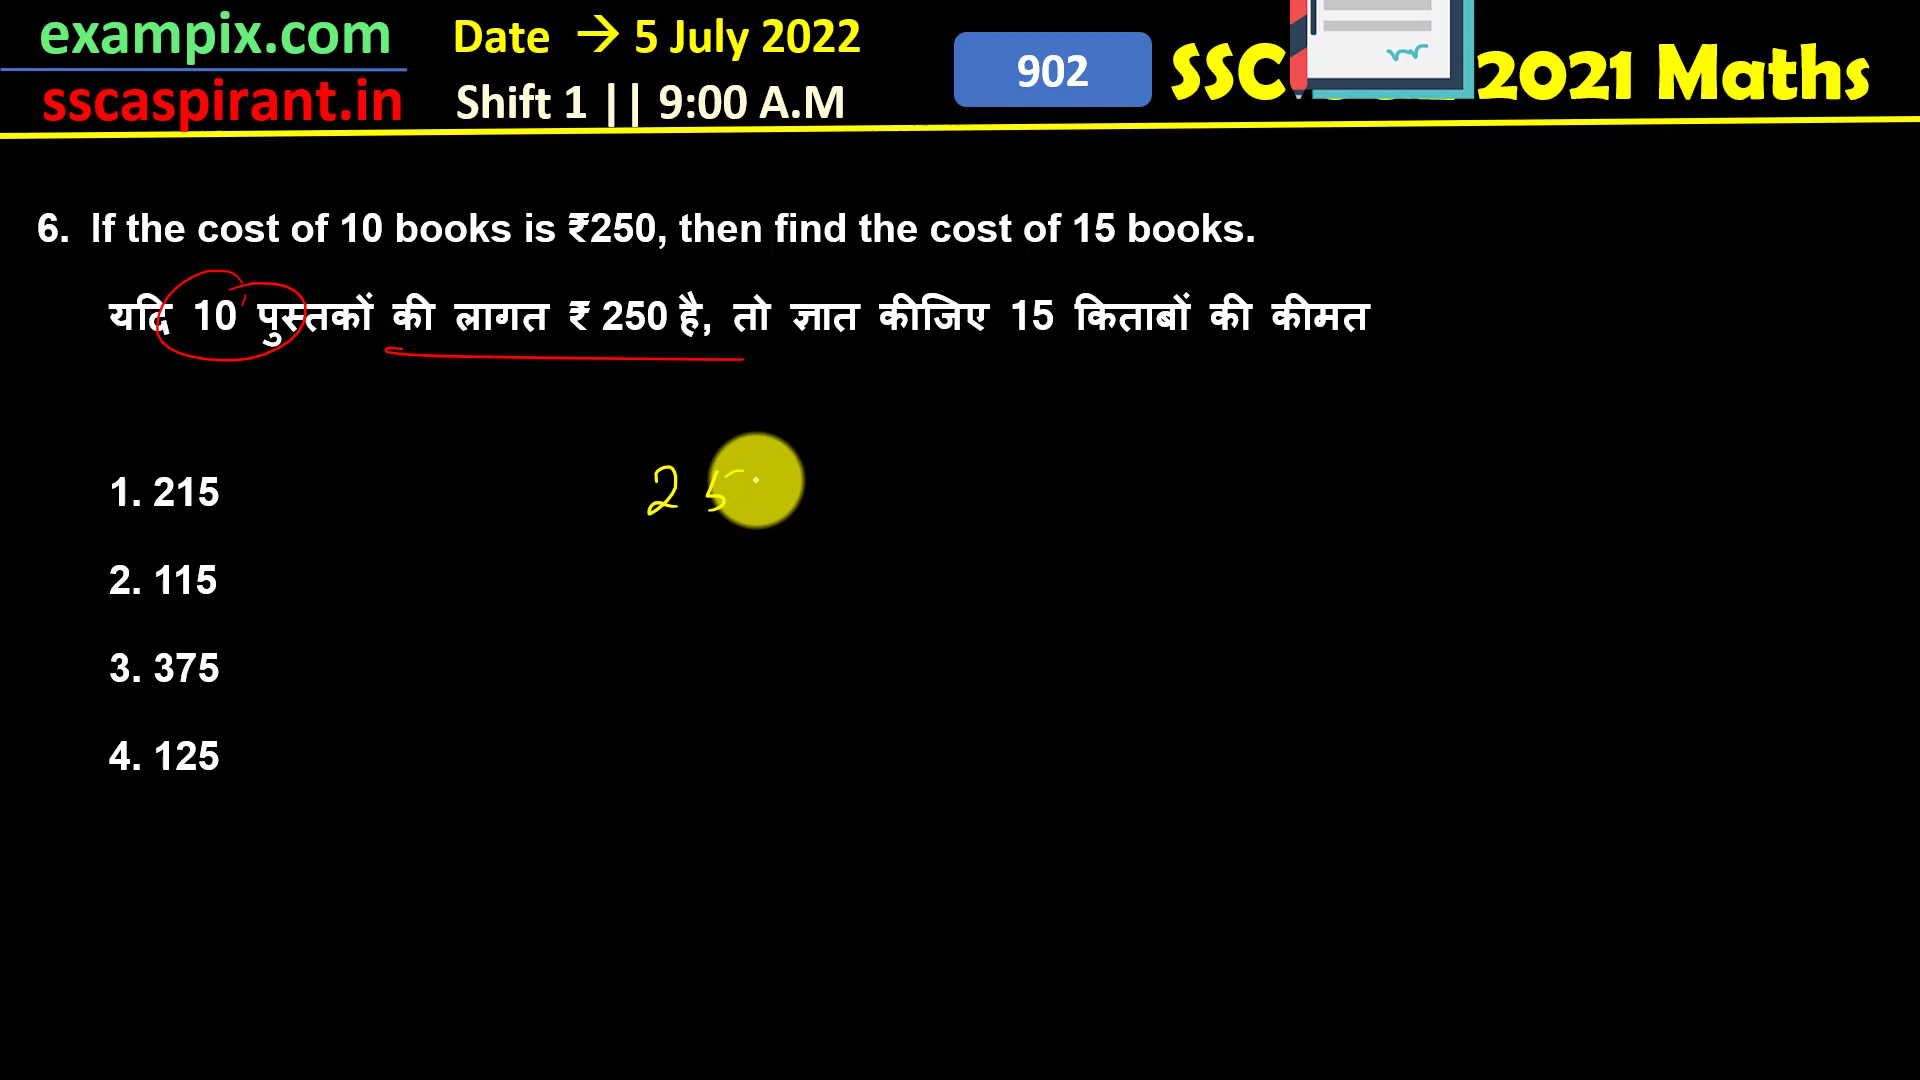 exampix.com
sscaspirant.in
Date → 5 July 2022
Shift 1 || 9:00 A.M
902
SSC 2021 Maths
6. If the cost of 10 books is ₹250, then find the cost of 15 books.
यदि 10 पुस्तकों की लागत ₹ 250 है, तो ज्ञात कीजिए 15 किताबों की कीमत
25
1. 215
2. 115
3. 375
4. 125